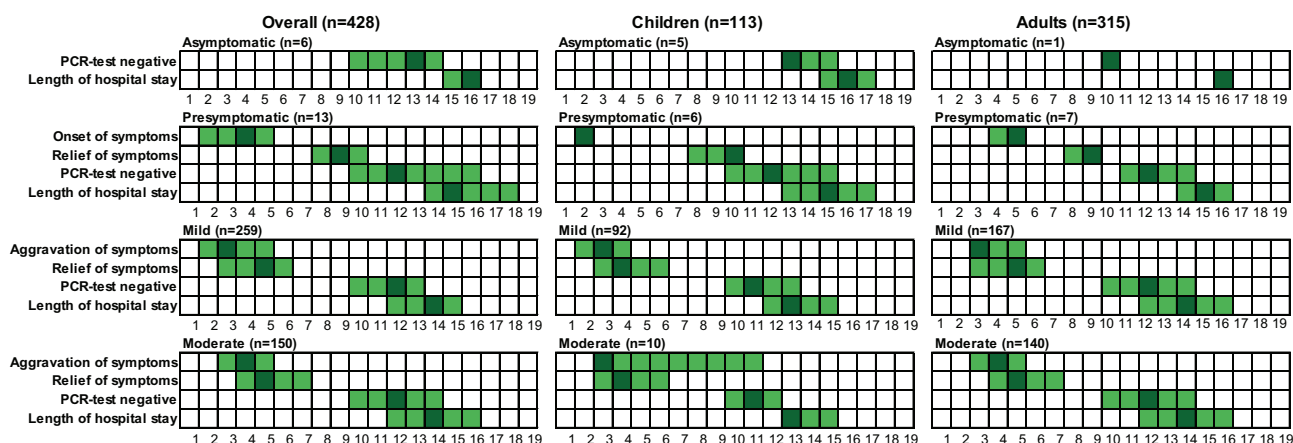 Overall (n=428) Children (n=113) Adults (n=315)
Asymptomatic (n=6) Asymptomatic (n=5) Asymptomatic (n=1)
PCR-test negative
Length of hospital stay
1 2 3 4 5 6 7 8 9 10 11 12 13 14 15 16 17 18 19 1 2 3 4 5 6 7 8 9 10 11 12 13 14 15 16 17 18 19 1 2 3 4 5 6 7 8 9 10 11 12 13 14 15 16 17 18 19
Presymptomatic (n=13) Presymptomatic (n=6) Presymptomatic (n=7)
Onset of symptoms
Relief of symptoms
PCR-test negative
Length of hospital stay
1 2 3 4 5 6 7 8 9 10 11 12 13 14 15 16 17 18 19 1 2 3 4 5 6 7 8 9 10 11 12 13 14 15 16 17 18 19 1 2 3 4 5 6 7 8 9 10 11 12 13 14 15 16 17 18 19
Mild (n=259) Mild (n=92) Mild (n=167)
Aggravation of symptoms
Relief of symptoms
PCR-test negative
Length of hospital stay
1 2 3 4 5 6 7 8 9 10 11 12 13 14 15 16 17 18 19 1 2 3 4 5 6 7 8 9 10 11 12 13 14 15 16 17 18 19 1 2 3 4 5 6 7 8 9 10 11 12 13 14 15 16 17 18 19
Moderate (n=150) Moderate (n=10) Moderate (n=140)
Aggravation of symptoms
Relief of symptoms
PCR-test negative
Length of hospital stay
1 2 3 4 5 6 7 8 9 10 11 12 13 14 15 16 17 18 19 1 2 3 4 5 6 7 8 9 10 11 12 13 14 15 16 17 18 19 1 2 3 4 5 6 7 8 9 10 11 12 13 14 15 16 17 18 19